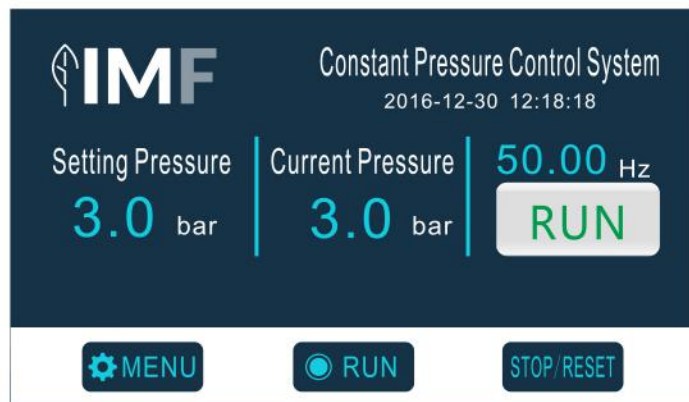 IMF
Constant Pressure Control System
2016-12-30 12:18:18
Setting Pressure
3.0 bar
Current Pressure
3.0 bar
50.00 Hz
RUN
MENU
RUN
STOP/RESET